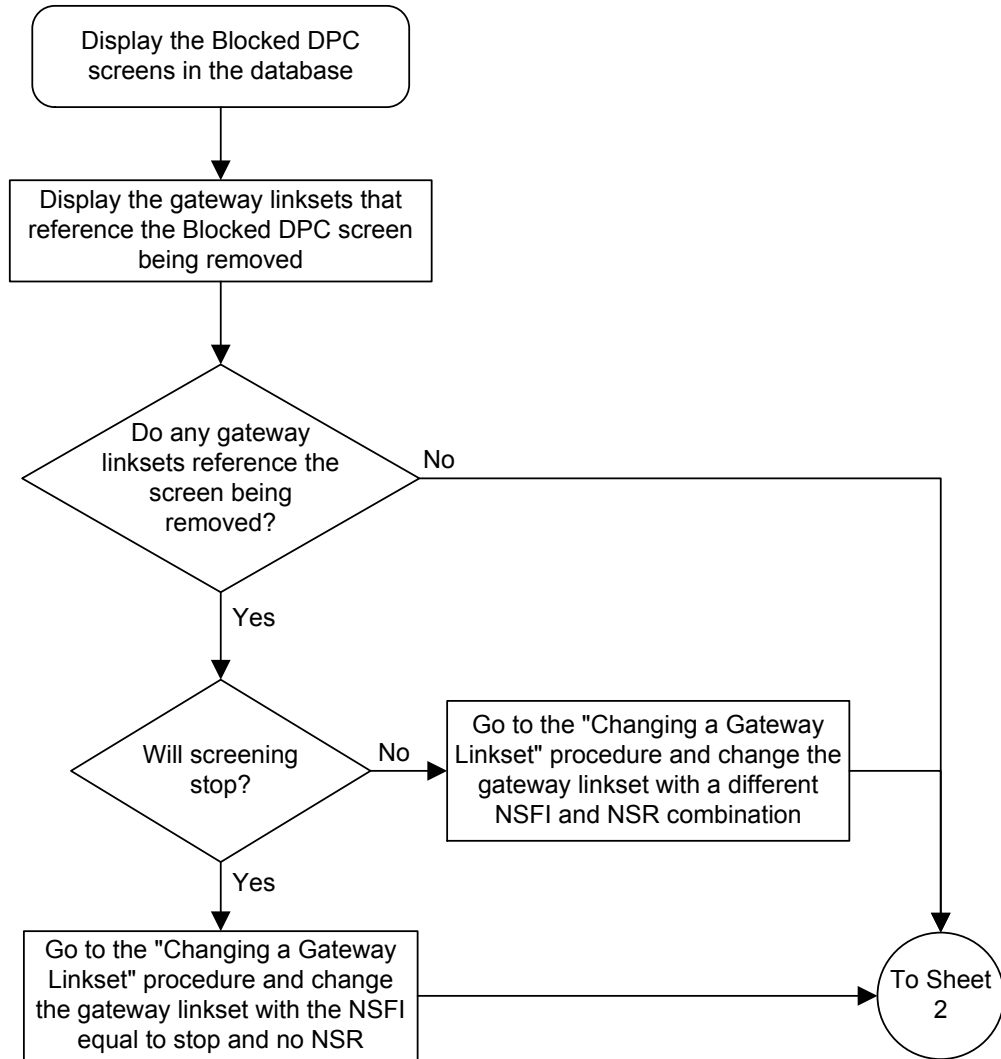 Display the Blocked DPC
screens in the database
Display the gateway linksets that
reference the Blocked DPC screen
being removed
Do any gateway
linksets reference the
screen being
removed?
No
Yes
Will screening
stop?
No
Go to the "Changing a Gateway
Linkset" procedure and change the
gateway linkset with a different
NSFI and NSR combination
Yes
Go to the "Changing a Gateway
Linkset" procedure and change
the gateway linkset with the NSFI
equal to stop and no NSR
To Sheet
2